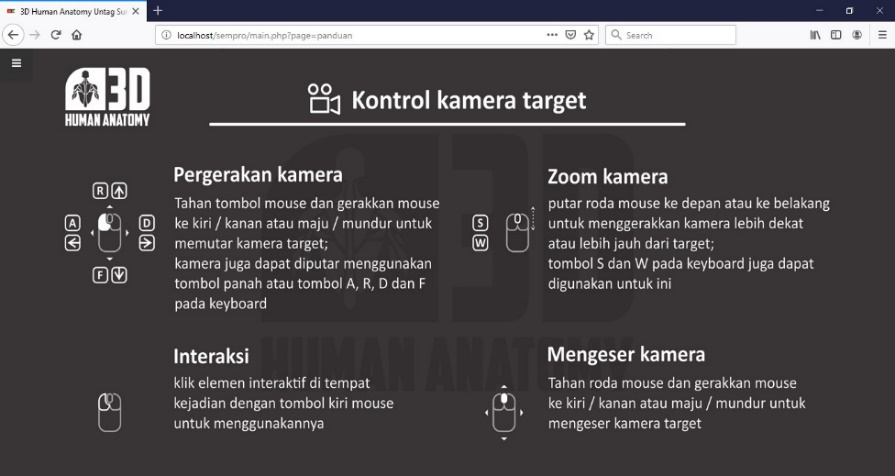 3D Human Anatomy Untag Su
localhost/sempro/main.php?page=panduan
Search
3D
HUMAN ANATOMY
Kontrol kamera target
Pergerakan kamera
Tahan tombol mouse dan gerakkan mouse
ke kiri / kanan atau maju / mundur untuk
memutar kamera target;
kamera juga dapat diputar menggunakan
tombol panah atau tombol A, R, D dan F
pada keyboard
R
A
D
F
Zoom kamera
putar roda mouse ke depan atau ke belakang
untuk menggerakkan kamera lebih dekat
atau lebih jauh dari target;
tombol S dan W pada keyboard juga dapat
digunakan untuk ini
S
W
Interaksi
klik elemen interaktif di tempat
kejadian dengan tombol kiri mouse
untuk menggunakannya
Mengeser kamera
Tahan roda mouse dan gerakkan mouse
ke kiri / kanan atau maju / mundur untuk
mengeser kamera target
3D
HUMAN ANATOMY